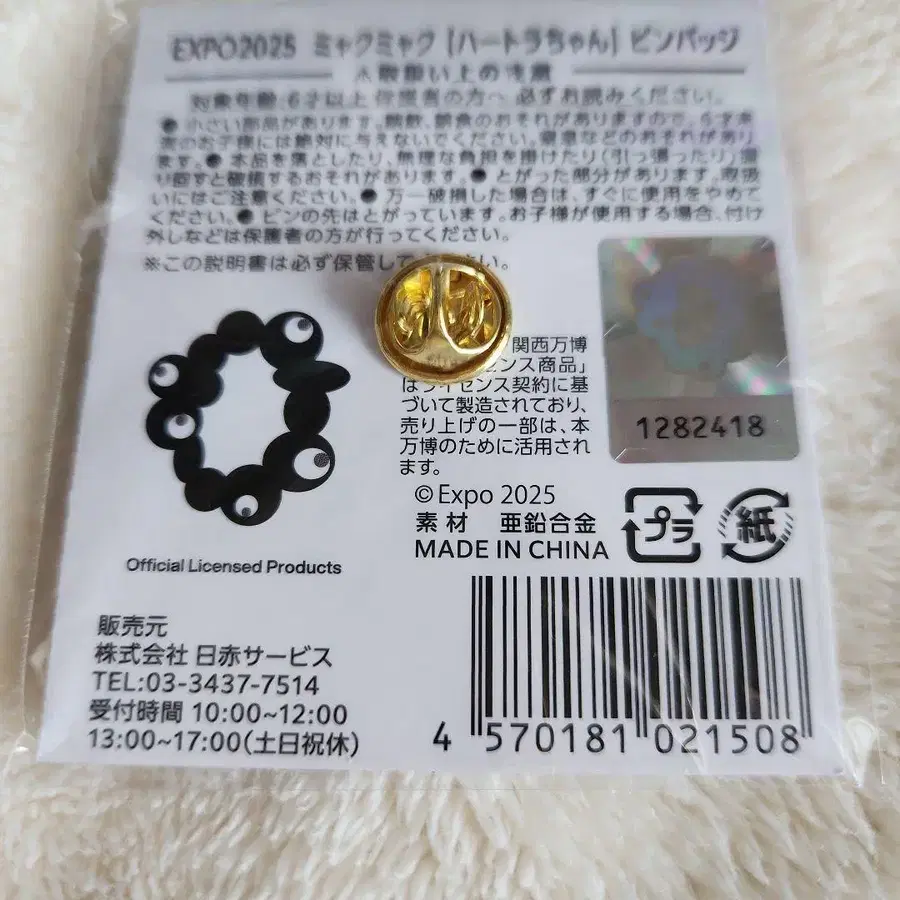 EXPO2025 ミャクミャク【ハートラちゃん】ピンバッジ
⚠取扱い上の注意
対象年齢 6才以上 保護者の方へ 必ずお読みください。
● 小さい部品があります。誤飲、誤食のおそれがありますので、6才未
満のお子様には絶対に与えないでください。窒息などのおそれがあり
ます。● 本品を落としたり、無理な負担を掛けたり(引っ張ったり)振
り回すと破損するおそれがあります。● とがった部分があります。取扱
いにはご注意ください。● 万一破損した場合は、すぐに使用をやめて
ください。● ピンの先はとがっています。お子様が使用する場合、付け
外しなどは保護者の方が行ってください。
※この説明書は必ず保管して ください。
関西万博
センス商品」
はライセンス契約に基
づいて製造されており、
売り上げの一部は、本
万博のために活用され
ます。
1282418
©Expo 2025
素材 亜鉛合金
MADE IN CHINA
プラ
紙
Official Licensed Products
販売元
株式会社 日赤サービス
TEL:03-3437-7514
受付時間 10:00~12:00
13:00~17:00(土日祝休)
4 570181 021508